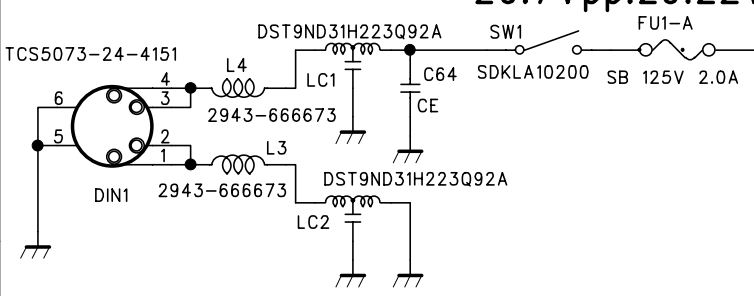 DST9ND31H223Q92A
SW1
FU1-A
TCS5073-24-4151
L4
LC1
C64
SDKLA10200
SB 125V 2.0A
4
6
3
2943-666673
CE
5
2
L3
1
DIN1
2943-666673
DST9ND31H223Q92A
LC2